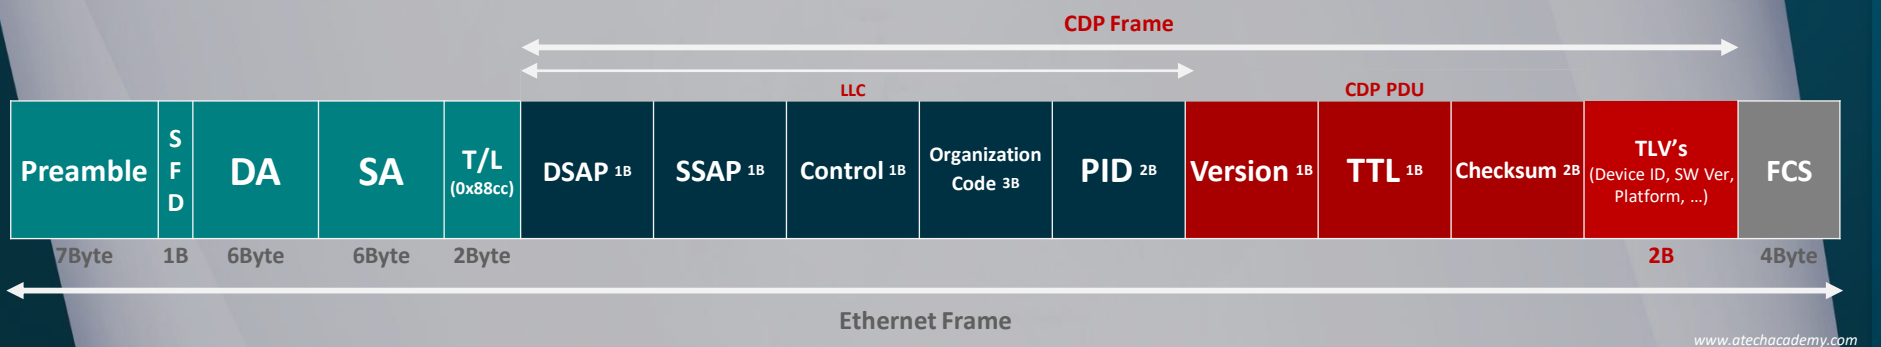 CDP Frame
LLC
CDP PDU
Preamble
S
F
D
DA
SA
T/L
(0x88cc)
DSAP 1B
SSAP 1B
Control 1B
Organization
Code 3B
PID 2B
Version 1B
TTL 1B
Checksum 2B
TLV’s
(Device ID, SW Ver,
Platform, …)
FCS
7Byte
1B
6Byte
6Byte
2Byte
2B
4Byte
Ethernet Frame
www.atechacademy.com